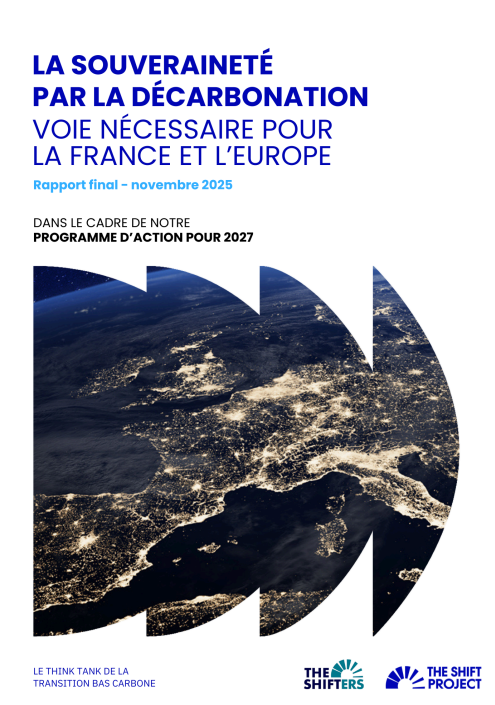 LA SOUVERAINETÉ
PAR LA DÉCARBONATION
VOIE NÉCESSAIRE POUR
LA FRANCE ET L'EUROPE
Rapport final - novembre 2025
DANS LE CADRE DE NOTRE
PROGRAMME D'ACTION POUR 2027
LE THINK TANK DE LA
TRANSITION BAS CARBONE
THE
SHIFTERS
THE SHIFT
PROJECT